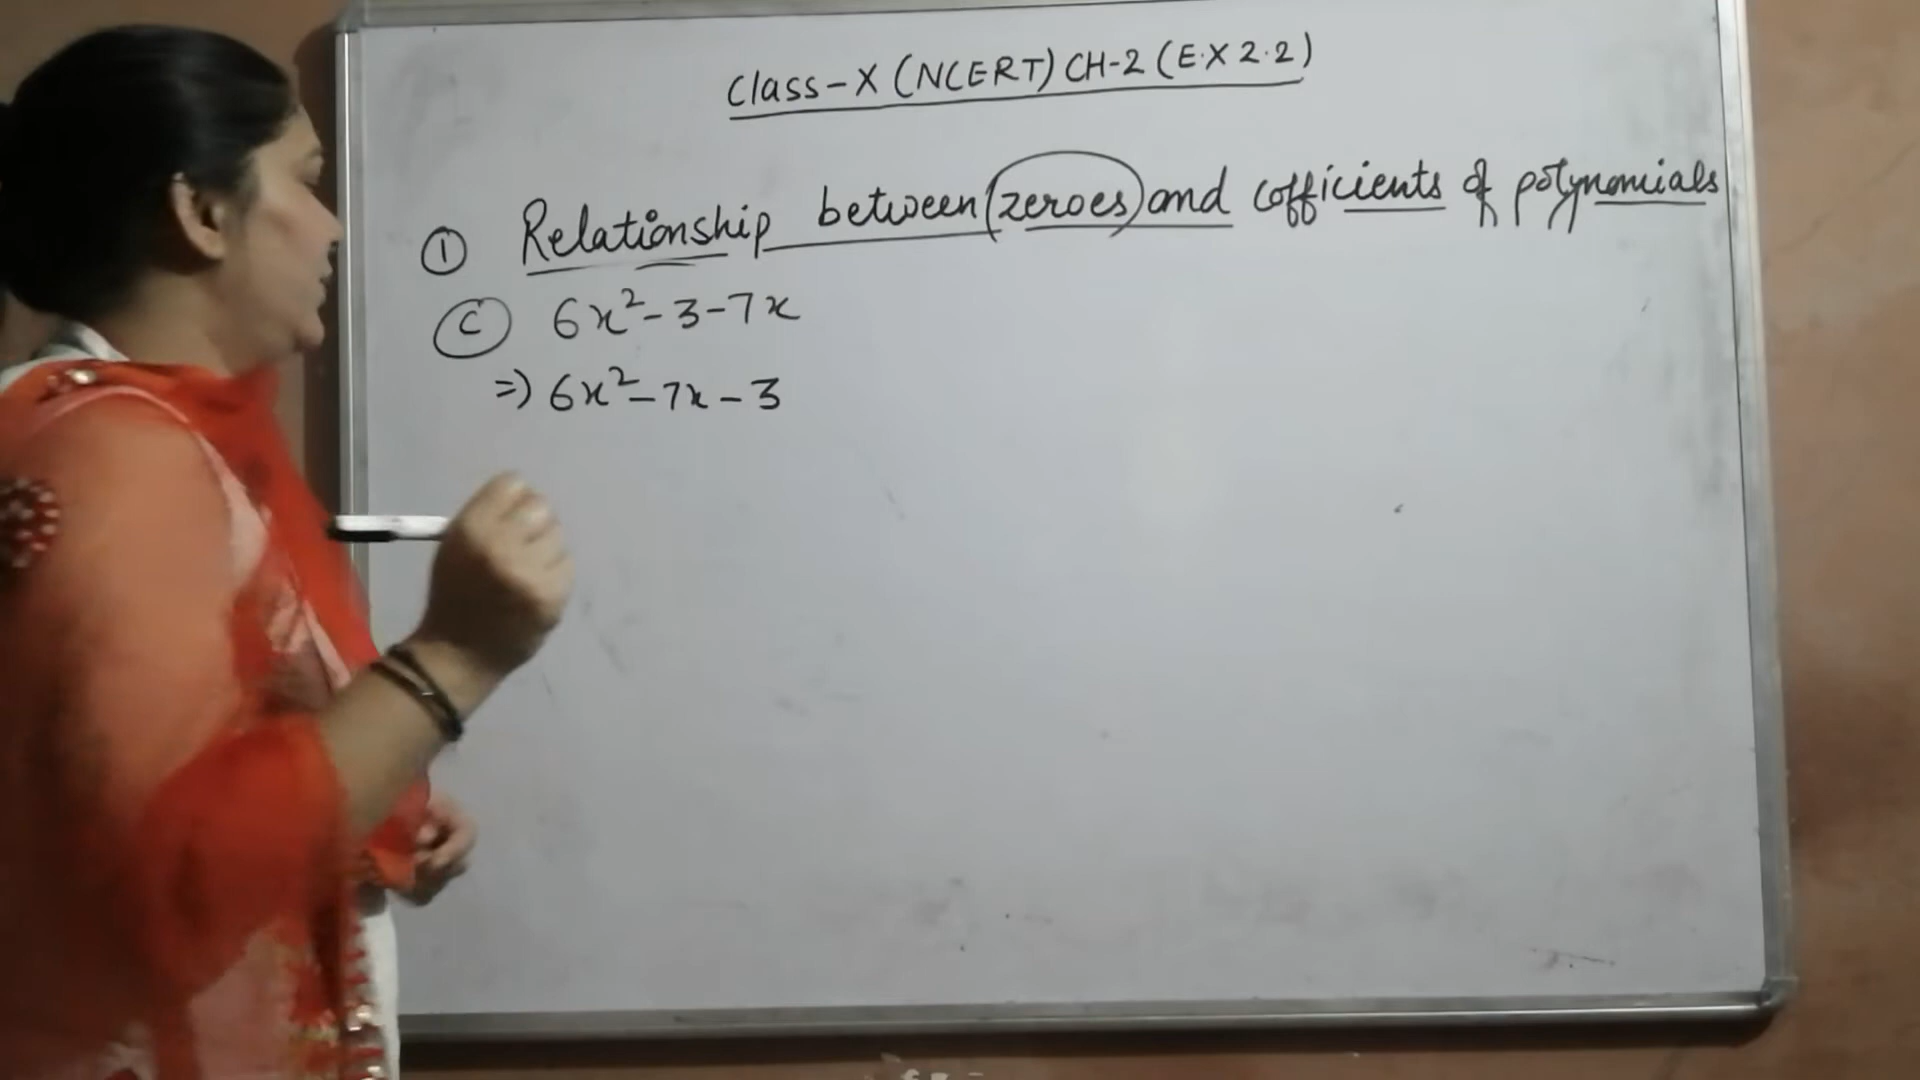 Class-X (NCERT) CH-2 (E.X 2.2)
① Relationship between (zeroes) and cofficients of polynomials
Ⓒ 6x²-3-7x
=) 6x²-7x-3